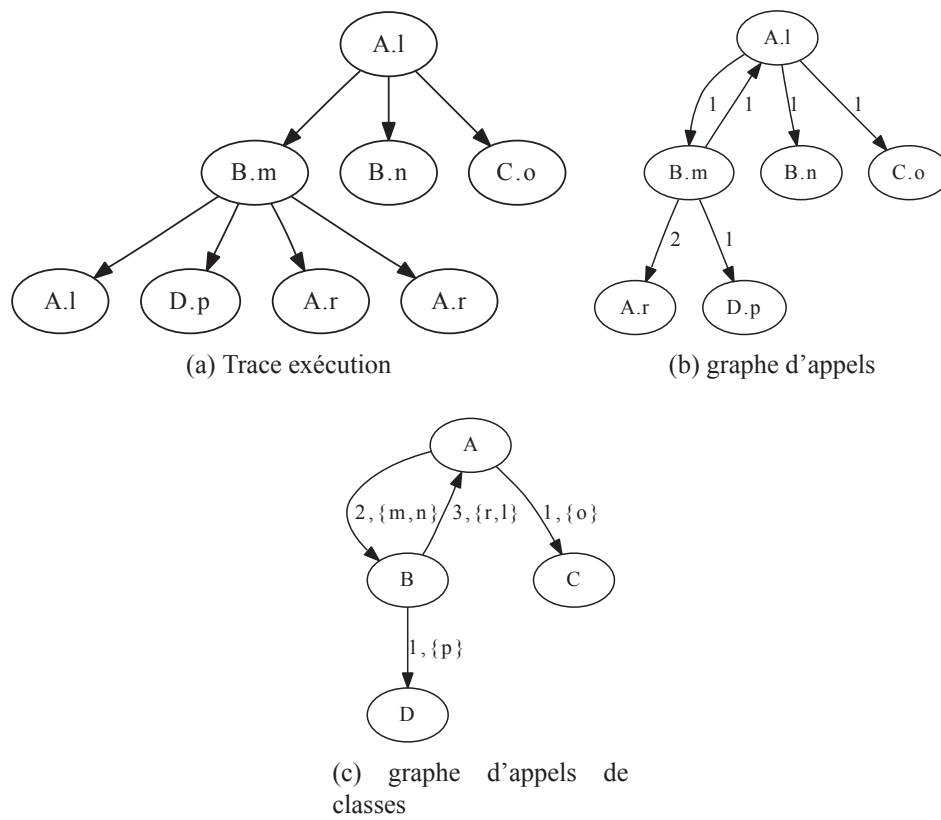 A.l
B.m
B.n
C.o
A.l
D.p
A.r
A.r
(a) Trace exécution
A.l
1
1
1
1
B.m
B.n
C.o
2
1
A.r
D.p
(b) graphe d'appels
A
2,{m,n}
3,{r,l}
1,{o}
B
C
1,{p}
D
(c) graphe d'appels de
classes